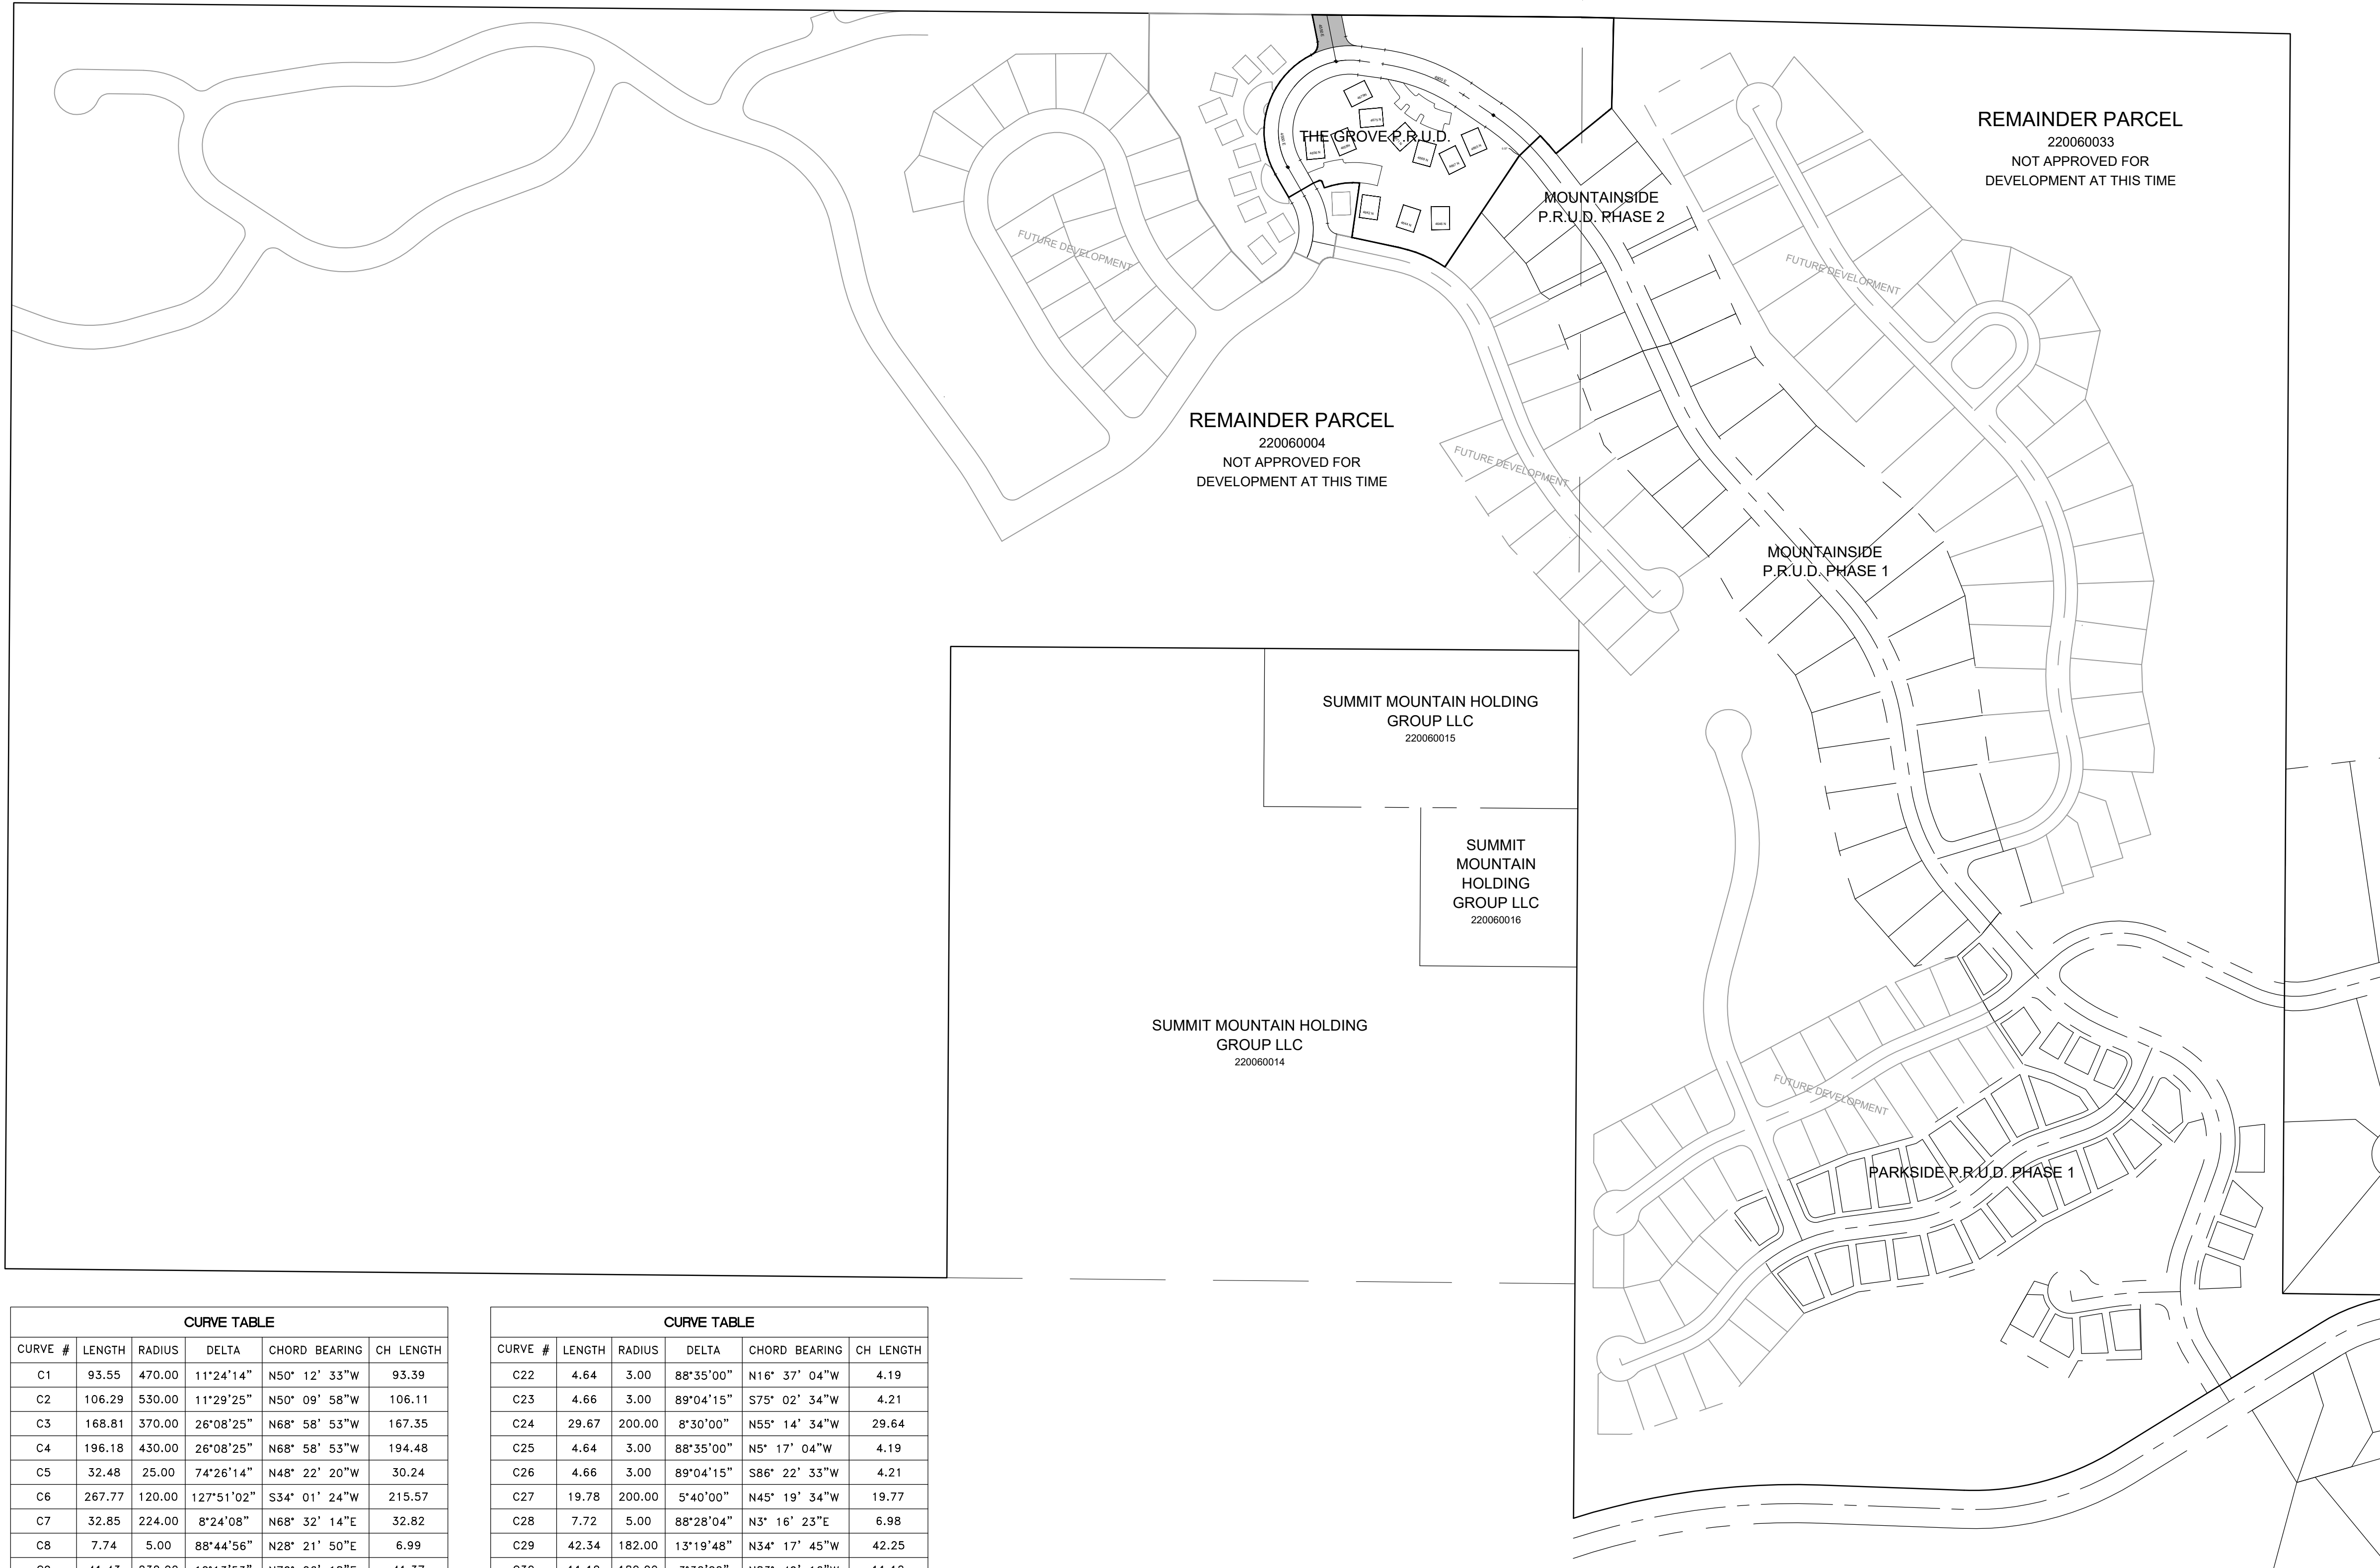 THE GROVE P.R.U.D.
MOUNTAINSIDE
P.R.U.D. PHASE 2
REMAINDER PARCEL
220060033
NOT APPROVED FOR
DEVELOPMENT AT THIS TIME
FUTURE DEVELOPMENT
FUTURE DEVELOPMENT
REMAINDER PARCEL
220060004
NOT APPROVED FOR
DEVELOPMENT AT THIS TIME
FUTURE DEVELOPMENT
MOUNTAINSIDE
P.R.U.D. PHASE 1
SUMMIT MOUNTAIN HOLDING
GROUP LLC
220060015
SUMMIT
MOUNTAIN
HOLDING
GROUP LLC
220060016
SUMMIT MOUNTAIN HOLDING
GROUP LLC
220060014
FUTURE DEVELOPMENT
PARKSIDE P.R.U.D. PHASE 1
CURVE TABLE
CURVE # LENGTH RADIUS DELTA CHORD BEARING CH LENGTH
C1 93.55 470.00 11°24'14" N50° 12' 33"W 93.39
C2 106.29 530.00 11°29'25" N50° 09' 58"W 106.11
C3 168.81 370.00 26°08'25" N68° 58' 53"W 167.35
C4 196.18 430.00 26°08'25" N68° 58' 53"W 194.48
C5 32.48 25.00 74°26'14" N48° 22' 20"W 30.24
C6 267.77 120.00 127°51'02" S34° 01' 24"W 215.57
C7 32.85 224.00 8°24'08" N68° 32' 14"E 32.82
C8 7.74 5.00 88°44'56" N28° 21' 50"E 6.99
CURVE TABLE
CURVE # LENGTH RADIUS DELTA CHORD BEARING CH LENGTH
C22 4.64 3.00 88°35'00" N16° 37' 04"W 4.19
C23 4.66 3.00 89°04'15" S75° 02' 34"W 4.21
C24 29.67 200.00 8°30'00" N55° 14' 34"W 29.64
C25 4.64 3.00 88°35'00" N5° 17' 04"W 4.19
C26 4.66 3.00 89°04'15" S86° 22' 33"W 4.21
C27 19.78 200.00 5°40'00" N45° 19' 34"W 19.77
C28 7.72 5.00 88°28'04" N3° 16' 23"E 6.98
C29 42.34 182.00 13°19'48" N34° 17' 45"W 42.25